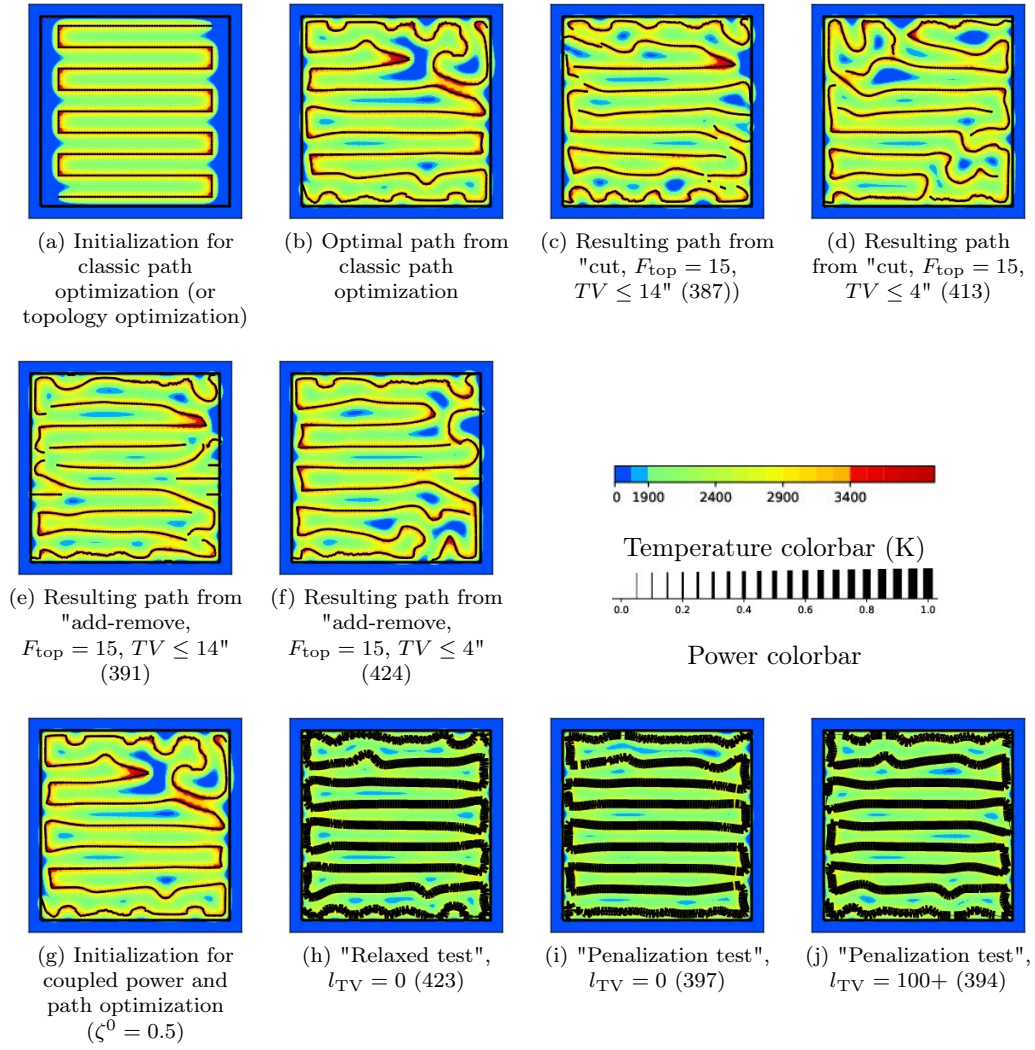 (a) Initialization for
classic path
optimization (or
topology optimization)
(b) Optimal path from
classic path
optimization
(c) Resulting path from
"cut, F_top = 15,
TV ≤ 14" (387))
(d) Resulting path
from "cut, F_top = 15,
TV ≤ 4" (413)
(e) Resulting path from
"add-remove,
F_top = 15, TV ≤ 14"
(391)
(f) Resulting path from
"add-remove,
F_top = 15, TV ≤ 4"
(424)
0 1900 2400 2900 3400
Temperature colorbar (K)
0.0 0.2 0.4 0.6 0.8 1.0
Power colorbar
(g) Initialization for
coupled power and
path optimization
(ζ^0 = 0.5)
(h) "Relaxed test",
l_TV = 0 (423)
(i) "Penalization test",
l_TV = 0 (397)
(j) "Penalization test",
l_TV = 100+ (394)